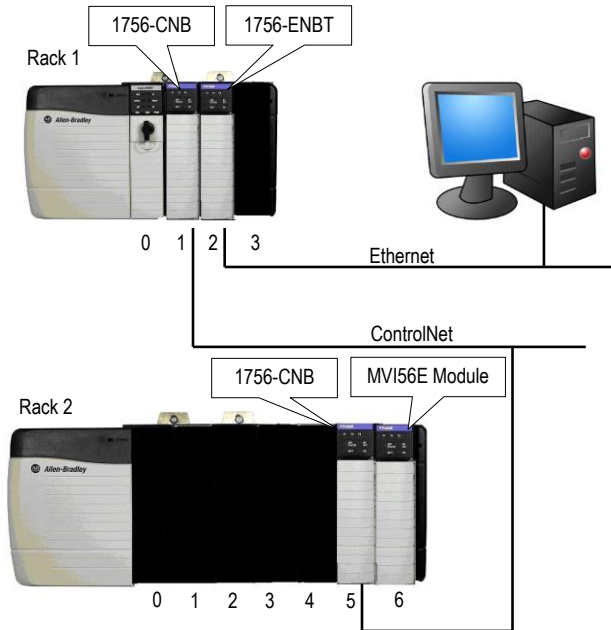 1756-CNB
1756-ENBT
Rack 1
Allen-Bradley
0 1 2 3
Ethernet
ControlNet
1756-CNB
MVI56E Module
Rack 2
Allen-Bradley
0 1 2 3 4 5 6